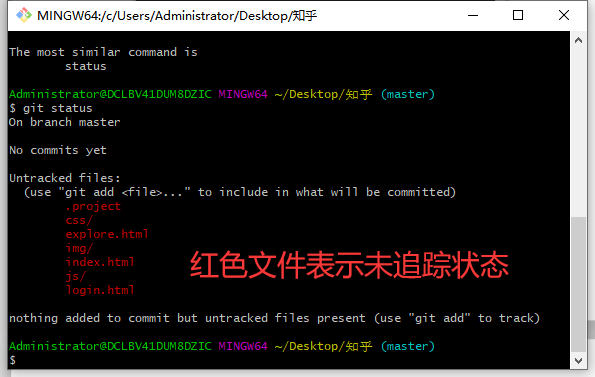 MINGW64:/c/Users/Administrator/Desktop/知乎
The most similar command is
status
Administrator@DCLBV41DUM8DZIC MINGW64 ~/Desktop/知乎 (master)
$ git status
On branch master
No commits yet
Untracked files:
(use "git add <file>..." to include in what will be committed)
.project
css/
explore.html
img/
index.html
js/
login.html
红色文件表示未追踪状态
nothing added to commit but untracked files present (use "git add" to track)
Administrator@DCLBV41DUM8DZIC MINGW64 ~/Desktop/知乎 (master)
$